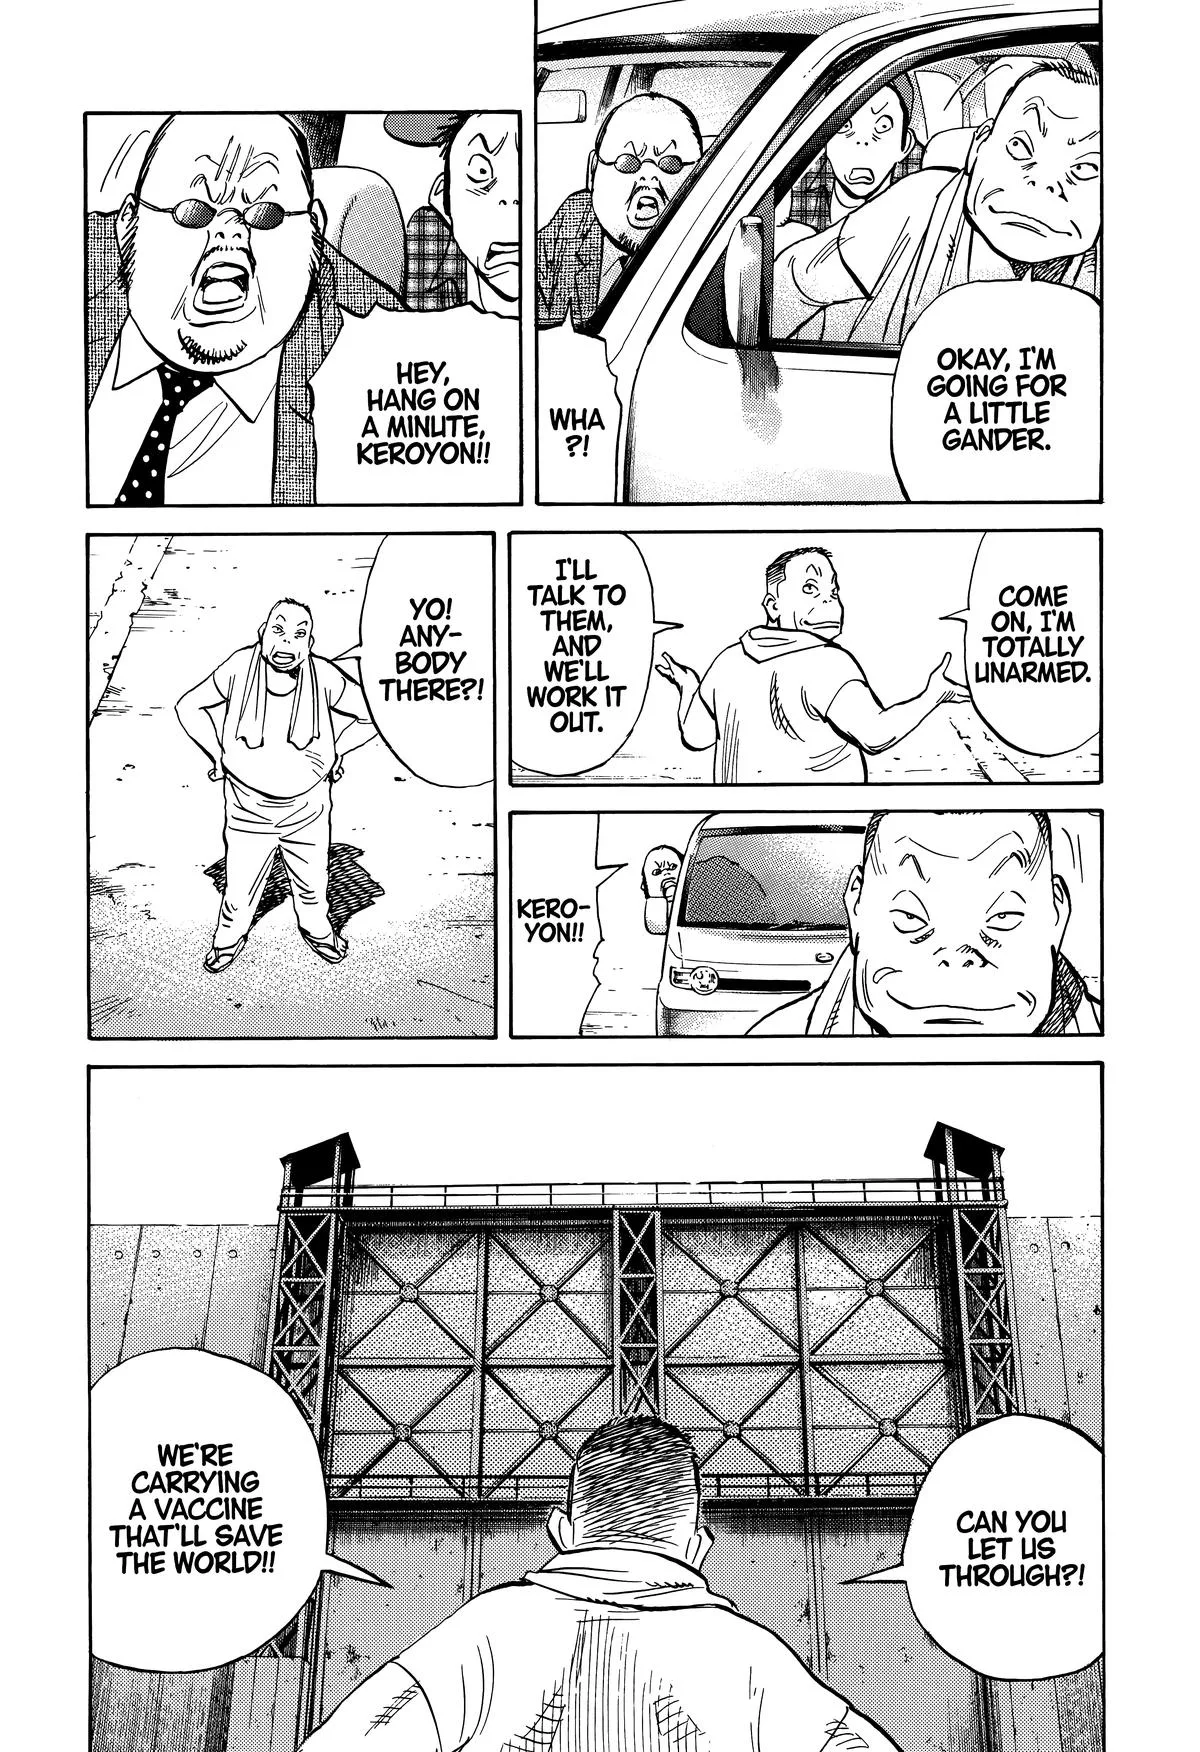 OKAY, I'M
GOING FOR
A LITTLE
GANDER.
WHA
?!
HEY,
HANG ON
A MINUTE,
KEROYON!!
COME
ON, I'M
TOTALLY
UNARMED.
I'LL
TALK TO
THEM,
AND
WE'LL
WORK IT
OUT.
KERO-
YON!!
YO!
ANY-
BODY
THERE?!
CAN YOU
LET US
THROUGH?!
WE'RE
CARRYING
A VACCINE
THAT'LL SAVE
THE WORLD!!